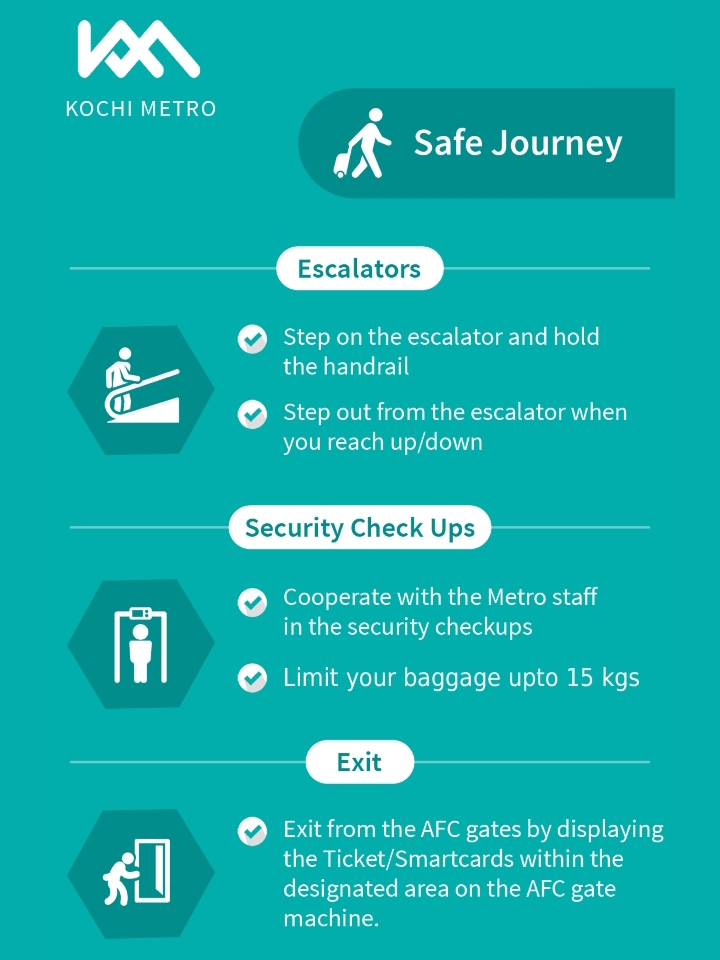 KOCHI METRO
Safe Journey
Escalators
Step on the escalator and hold
the handrail
Step out from the escalator when
you reach up/down
Security Check Ups
Cooperate with the Metro staff
in the security checkups
Limit your baggage upto 15 kgs
Exit
Exit from the AFC gates by displaying
the Ticket/Smartcards within the
designated area on the AFC gate
machine.